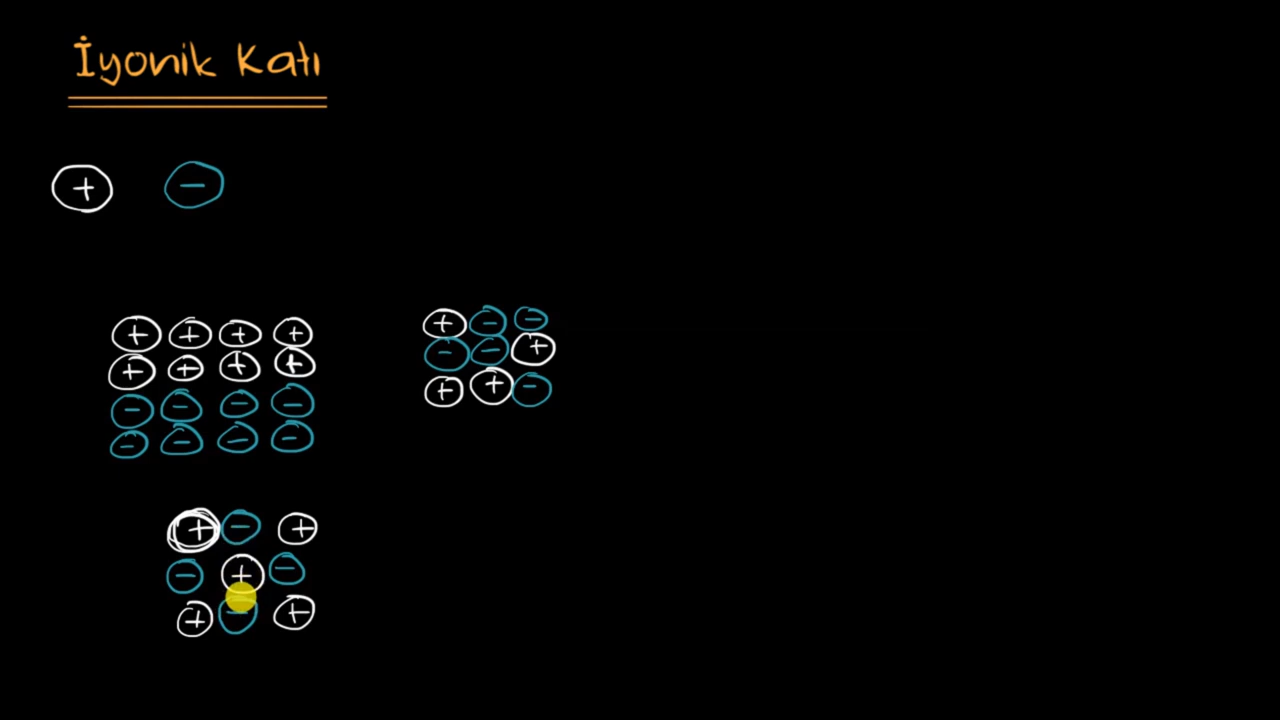 İyonik Katı
+ −
+ + + +
+ + + +
− − − −
− − − −
+ − −
− − +
+ + −
+ − +
− + −
+ − +